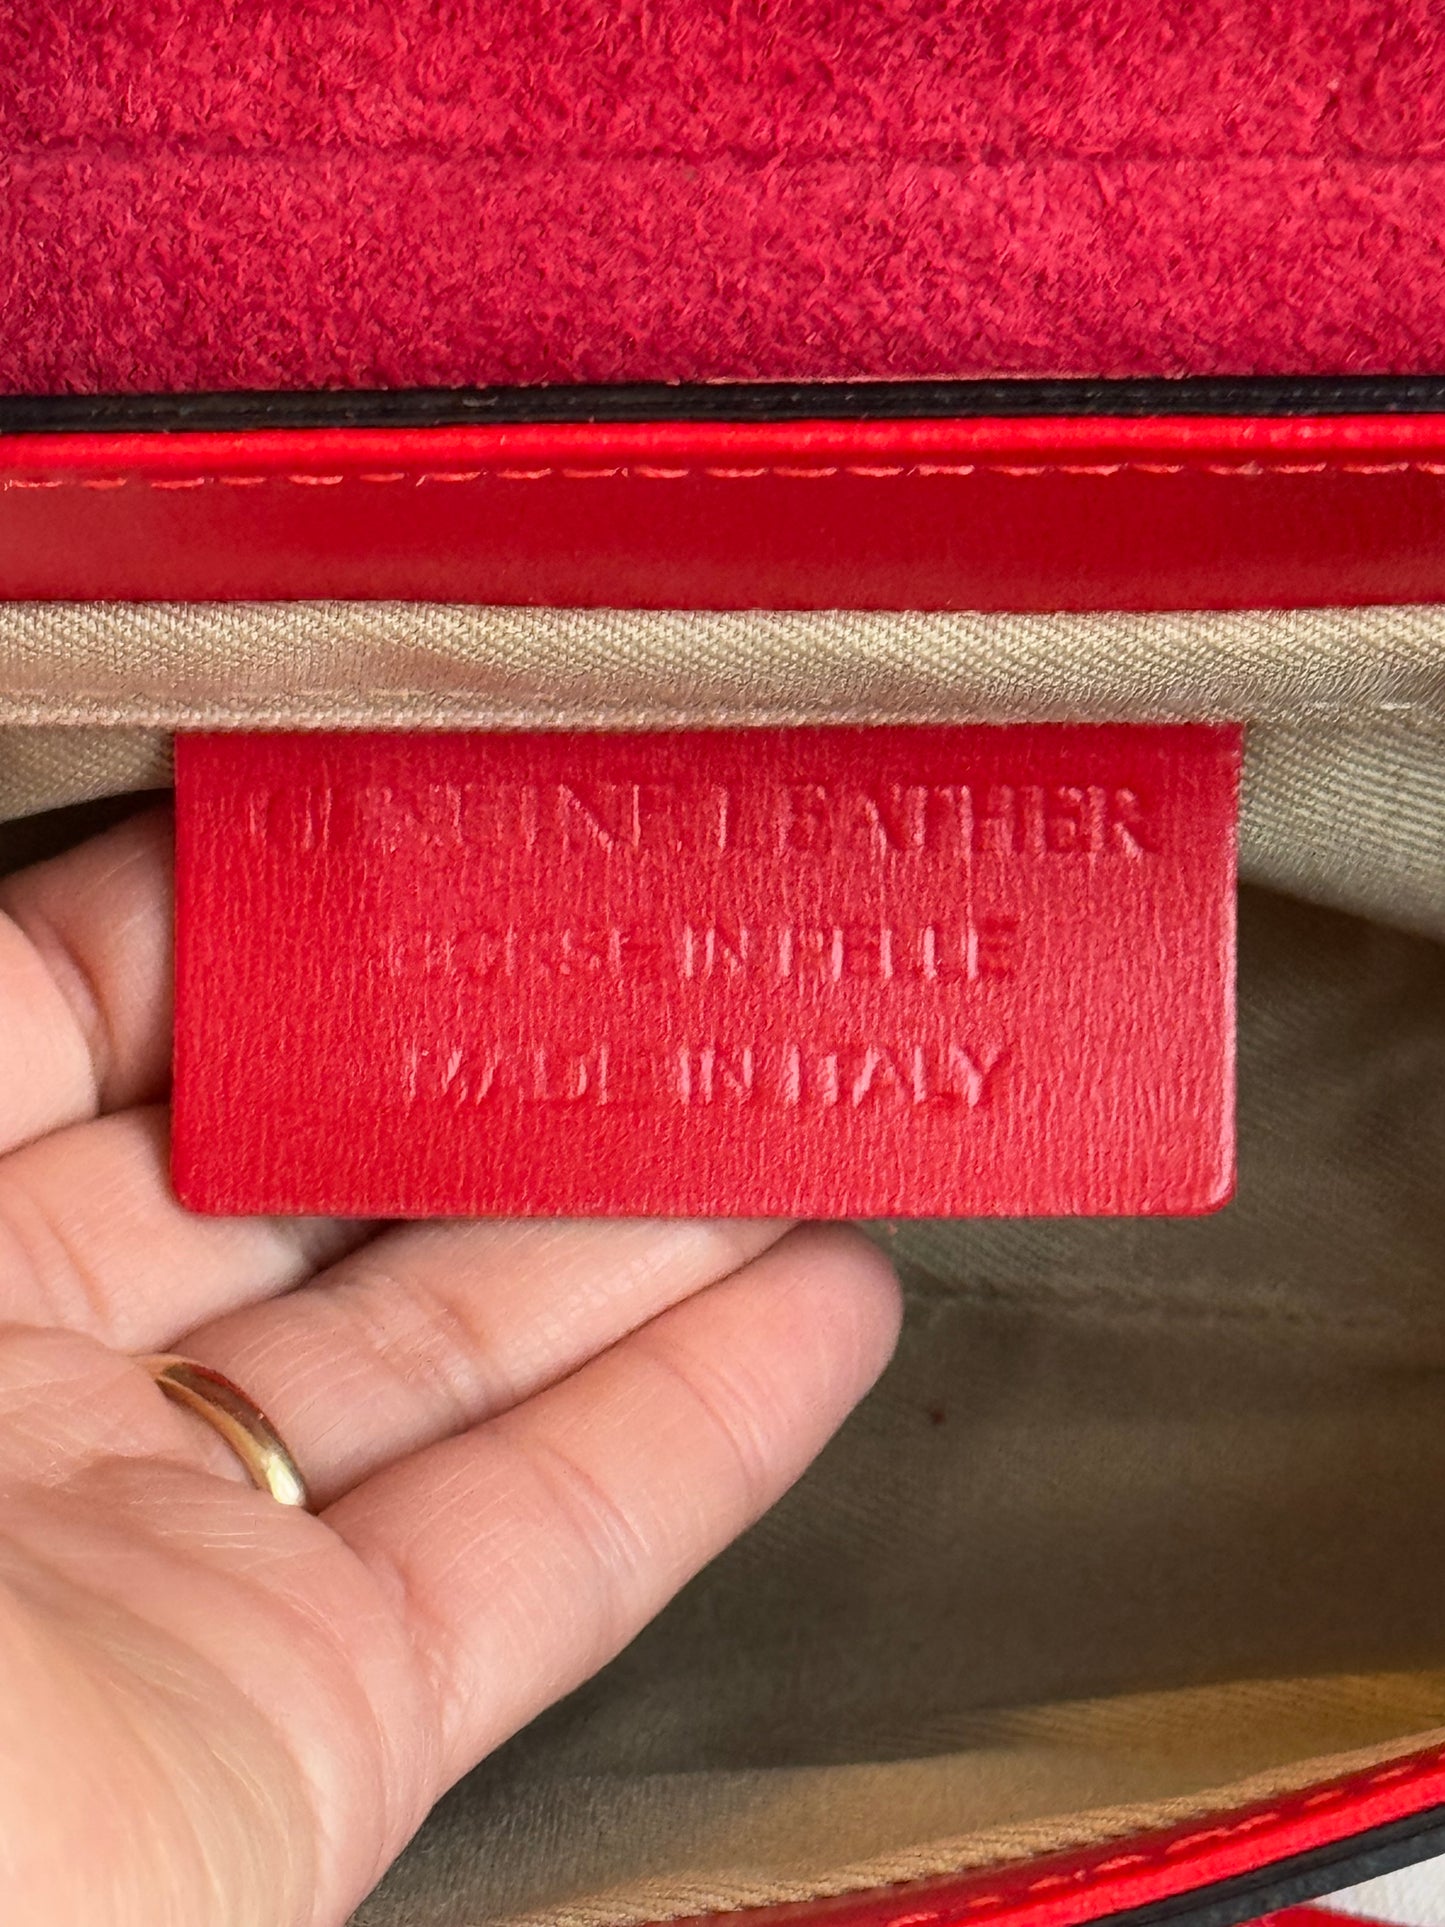 GENUINE LEATHER
BORSE IN PELLE
MADE IN ITALY